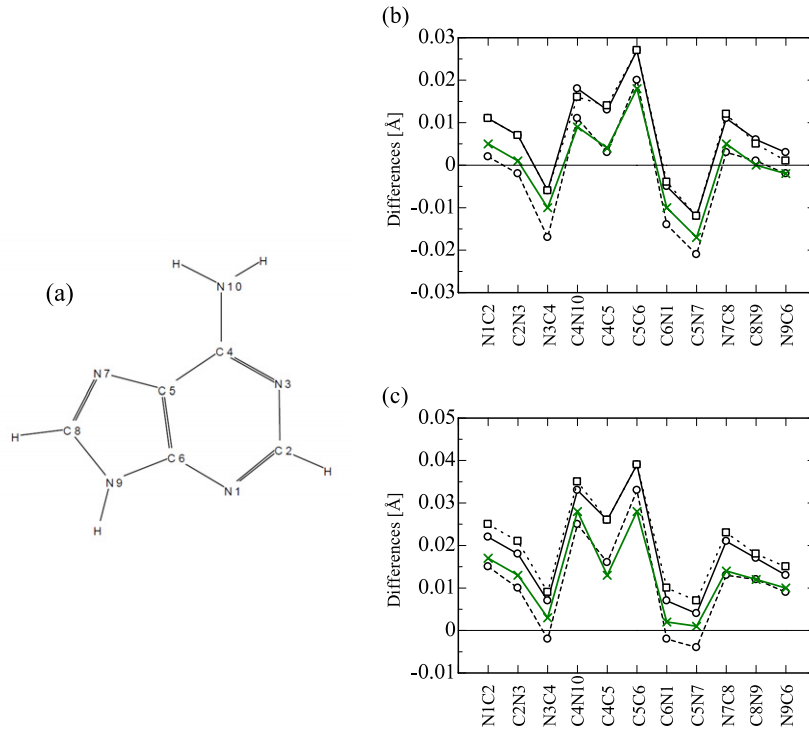 (a)
H
H
N10
C4
N7
C5
N3
C8
H
C6
C2
N9
N1
H
H
(b)
Differences [Å]
0.03
0.02
0.01
0
-0.01
-0.02
-0.03
N1C2
C2N3
N3C4
C4N10
C4C5
C5C6
C6N1
C5N7
N7C8
C8N9
N9C6
(c)
Differences [Å]
0.05
0.04
0.03
0.02
0.01
0
-0.01
N1C2
C2N3
N3C4
C4N10
C4C5
C5C6
C6N1
C5N7
N7C8
C8N9
N9C6